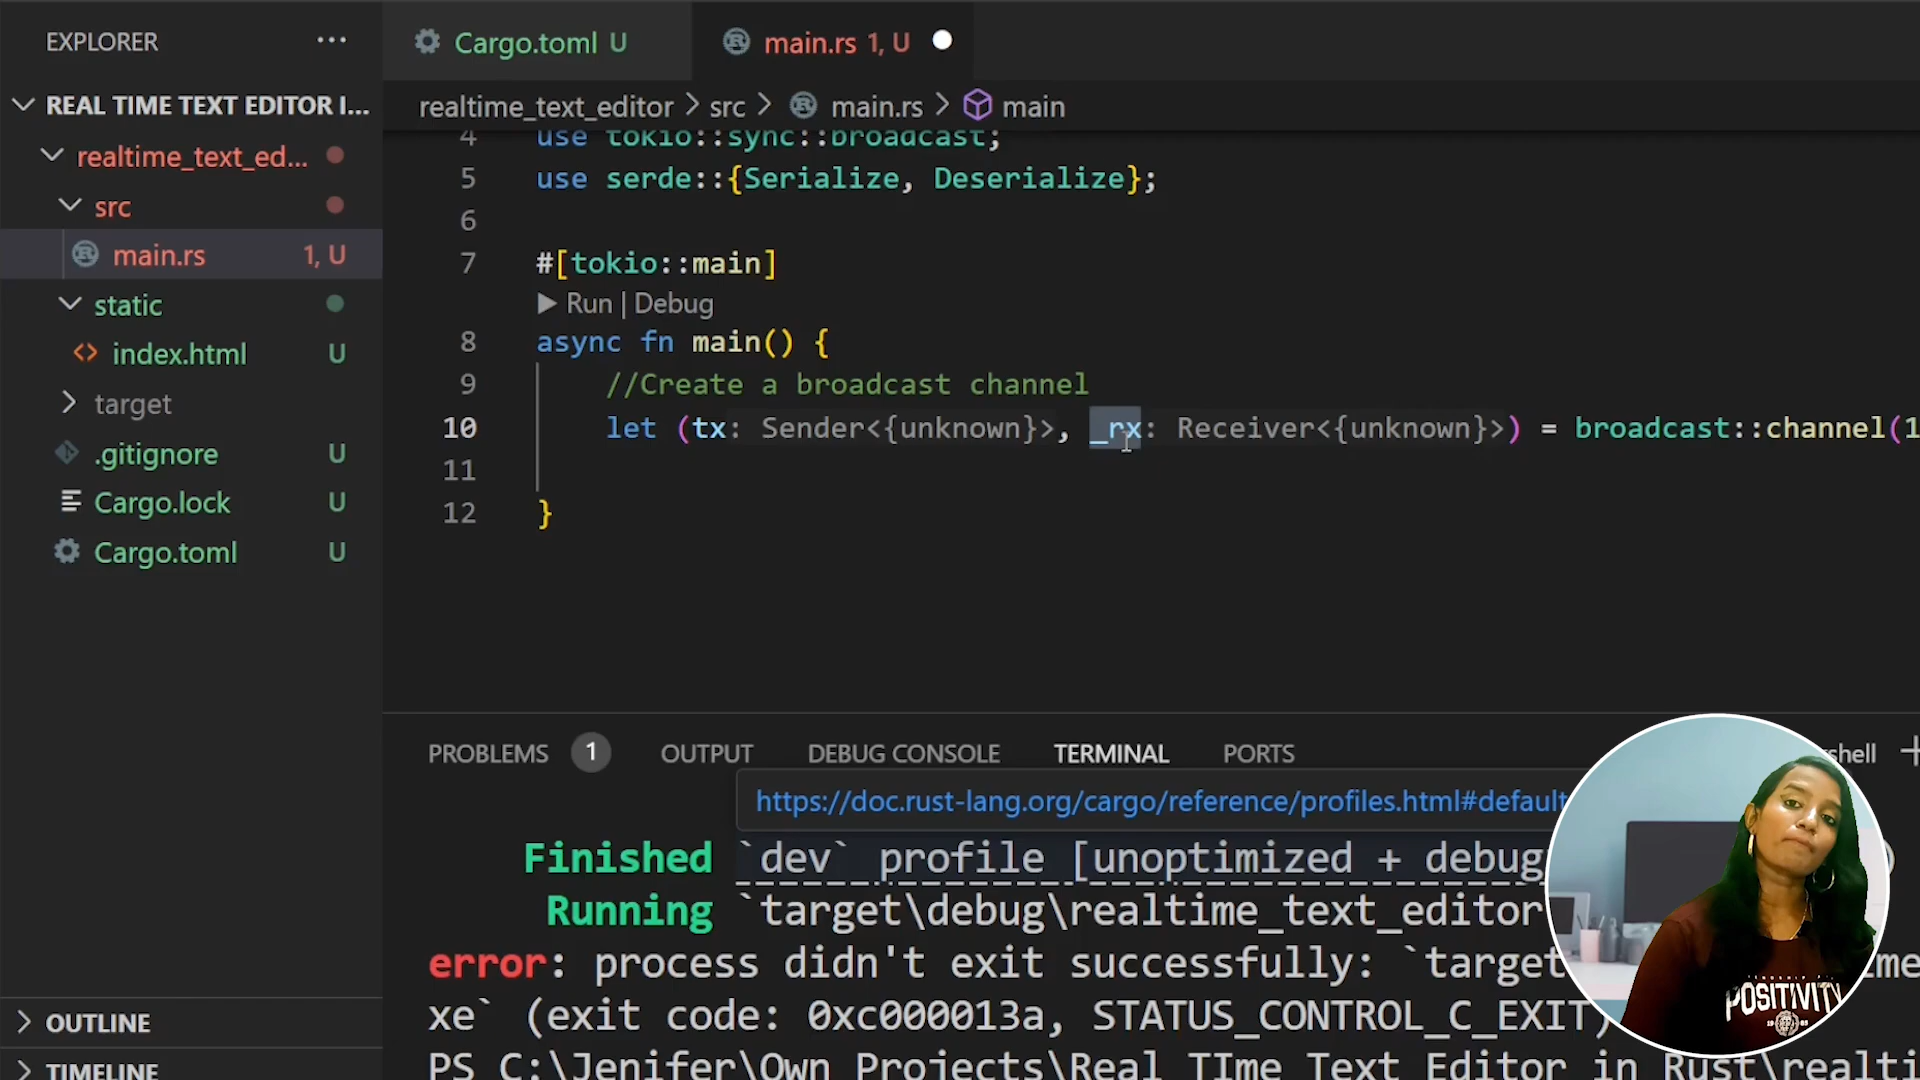 EXPLORER ...
Cargo.toml U
main.rs 1, U
REAL TIME TEXT EDITOR I...
realtime_text_editor > src > main.rs > main
realtime_text_ed...
src
main.rs 1, U
static
index.html U
target
.gitignore U
Cargo.lock U
Cargo.toml U
OUTLINE
TIMELINE
4 use tokio::sync::broadcast;
5 use serde::{Serialize, Deserialize};
6
7 #[tokio::main]
Run | Debug
8 async fn main() {
9 //Create a broadcast channel
10 let (tx: Sender<{unknown}>, _rx: Receiver<{unknown}>) = broadcast::channel(1
11
12 }
PROBLEMS 1 OUTPUT DEBUG CONSOLE TERMINAL PORTS shell
https://doc.rust-lang.org/cargo/reference/profiles.html#default
Finished `dev` profile [unoptimized + debug
Running `target\debug\realtime_text_editor
error: process didn't exit successfully: `target
xe` (exit code: 0xc000013a, STATUS_CONTROL_C_EXIT)
PS C:\Jenifer\Own Projects\Real TIme Text Editor in Rust\realti
POSITIVITY